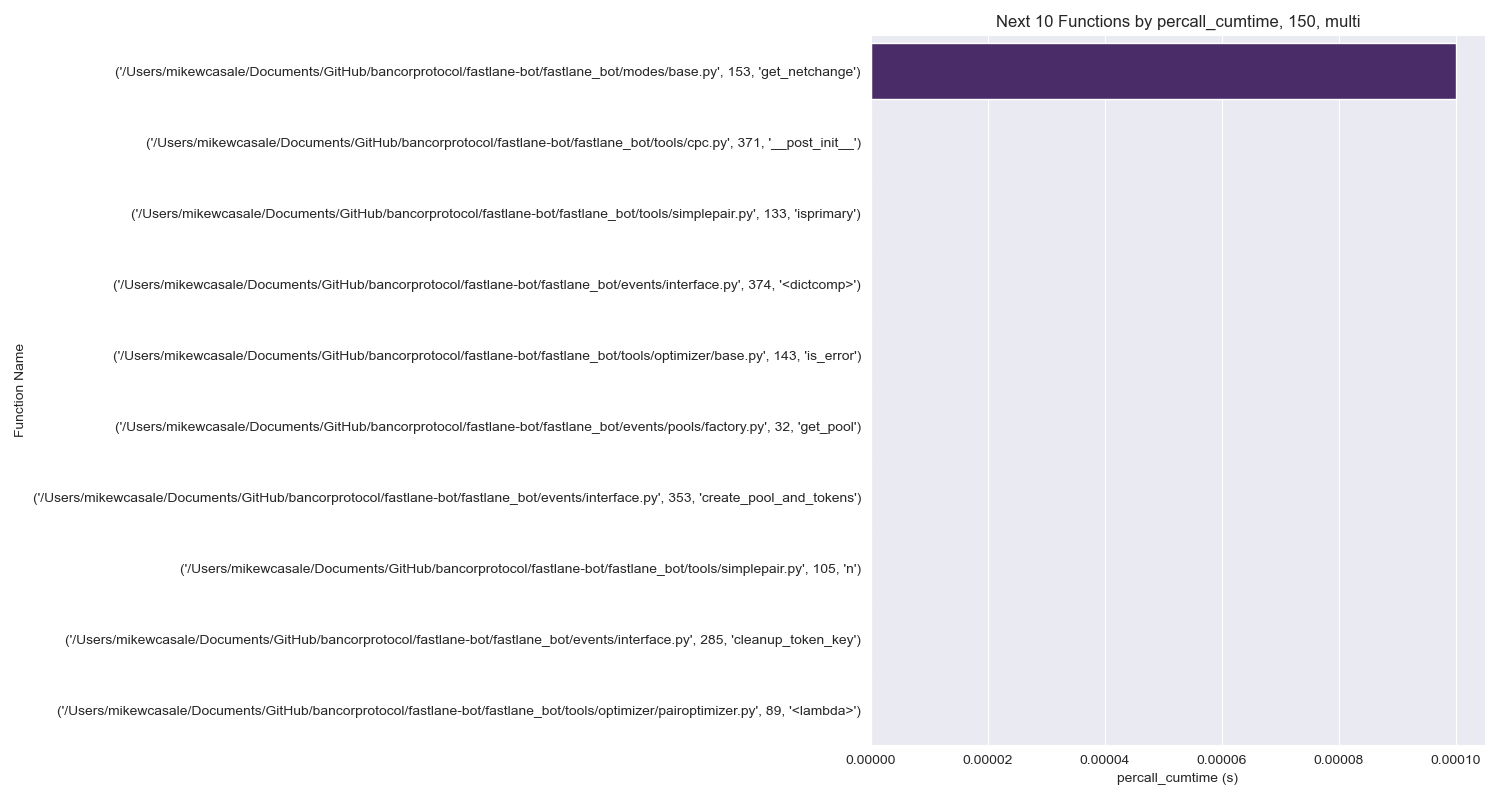 Next 10 Functions by percall_cumtime, 150, multi
('/Users/mikewcasale/Documents/GitHub/bancorprotocol/fastlane-bot/fastlane_bot/modes/base.py', 153, 'get_netchange')
('/Users/mikewcasale/Documents/GitHub/bancorprotocol/fastlane-bot/fastlane_bot/tools/cpc.py', 371, '__post_init__')
('/Users/mikewcasale/Documents/GitHub/bancorprotocol/fastlane-bot/fastlane_bot/tools/simplepair.py', 133, 'isprimary')
('/Users/mikewcasale/Documents/GitHub/bancorprotocol/fastlane-bot/fastlane_bot/events/interface.py', 374, '<dictcomp>')
('/Users/mikewcasale/Documents/GitHub/bancorprotocol/fastlane-bot/fastlane_bot/tools/optimizer/base.py', 143, 'is_error')
('/Users/mikewcasale/Documents/GitHub/bancorprotocol/fastlane-bot/fastlane_bot/events/pools/factory.py', 32, 'get_pool')
('/Users/mikewcasale/Documents/GitHub/bancorprotocol/fastlane-bot/fastlane_bot/events/interface.py', 353, 'create_pool_and_tokens')
('/Users/mikewcasale/Documents/GitHub/bancorprotocol/fastlane-bot/fastlane_bot/tools/simplepair.py', 105, 'n')
('/Users/mikewcasale/Documents/GitHub/bancorprotocol/fastlane-bot/fastlane_bot/events/interface.py', 285, 'cleanup_token_key')
('/Users/mikewcasale/Documents/GitHub/bancorprotocol/fastlane-bot/fastlane_bot/tools/optimizer/pairoptimizer.py', 89, '<lambda>')
Function Name
0.00000 0.00002 0.00004 0.00006 0.00008 0.00010
percall_cumtime (s)